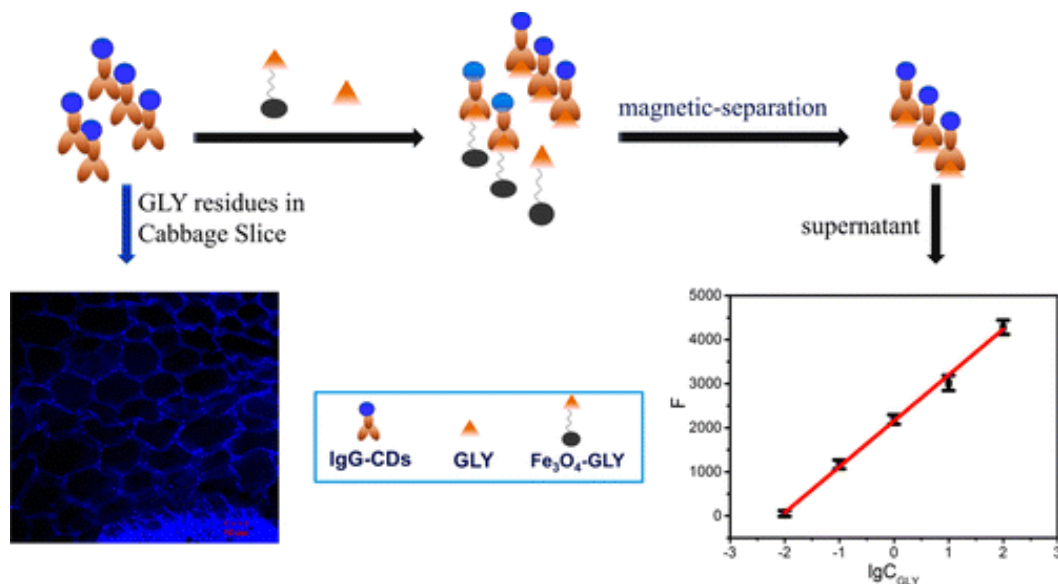 magnetic-separation
GLY residues in
Cabbage Slice
supernatant
IgG-CDs
GLY
Fe₃O₄-GLY
5000
4000
3000
2000
1000
0
F
-3
-2
-1
0
1
2
3
lgC_GLY